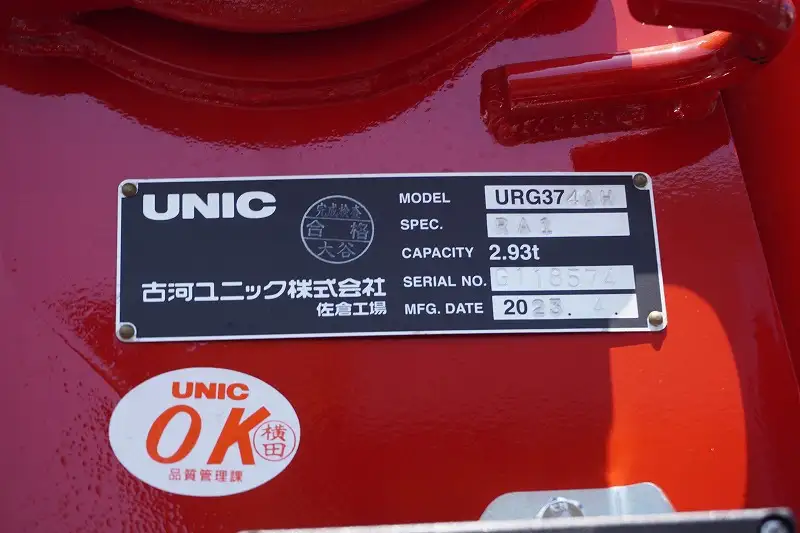 UNIC
完成検査
合格
大谷
MODEL URG374AH
SPEC. RA1
CAPACITY 2.93t
SERIAL NO. G118574
MFG. DATE 2023. 4.
古河ユニック株式会社
佐倉工場
UNIC
OK
横田
品質管理課